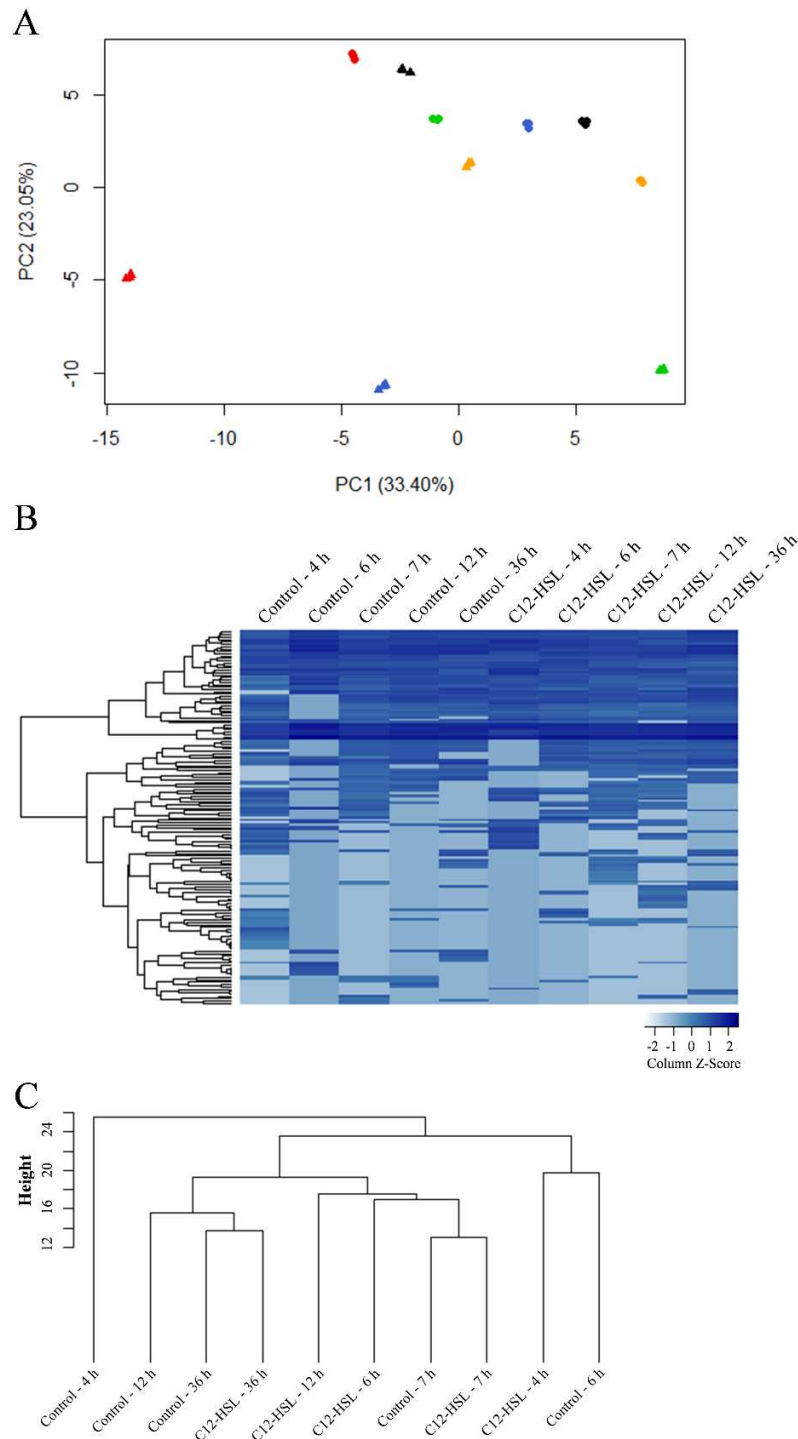 A
5
0
-5
-10
PC2 (23.05%)
-15
-10
-5
0
5
PC1 (33.40%)
B
Control - 4 h
Control - 6 h
Control - 7 h
Control - 12 h
Control - 36 h
C12-HSL - 4 h
C12-HSL - 6 h
C12-HSL - 7 h
C12-HSL - 12 h
C12-HSL - 36 h
-2 -1 0 1 2
Column Z-Score
C
24
20
16
12
Height
Control - 4 h
Control - 12 h
Control - 36 h
C12-HSL - 36 h
C12-HSL - 12 h
C12-HSL - 6 h
Control - 7 h
C12-HSL - 7 h
C12-HSL - 4 h
Control - 6 h